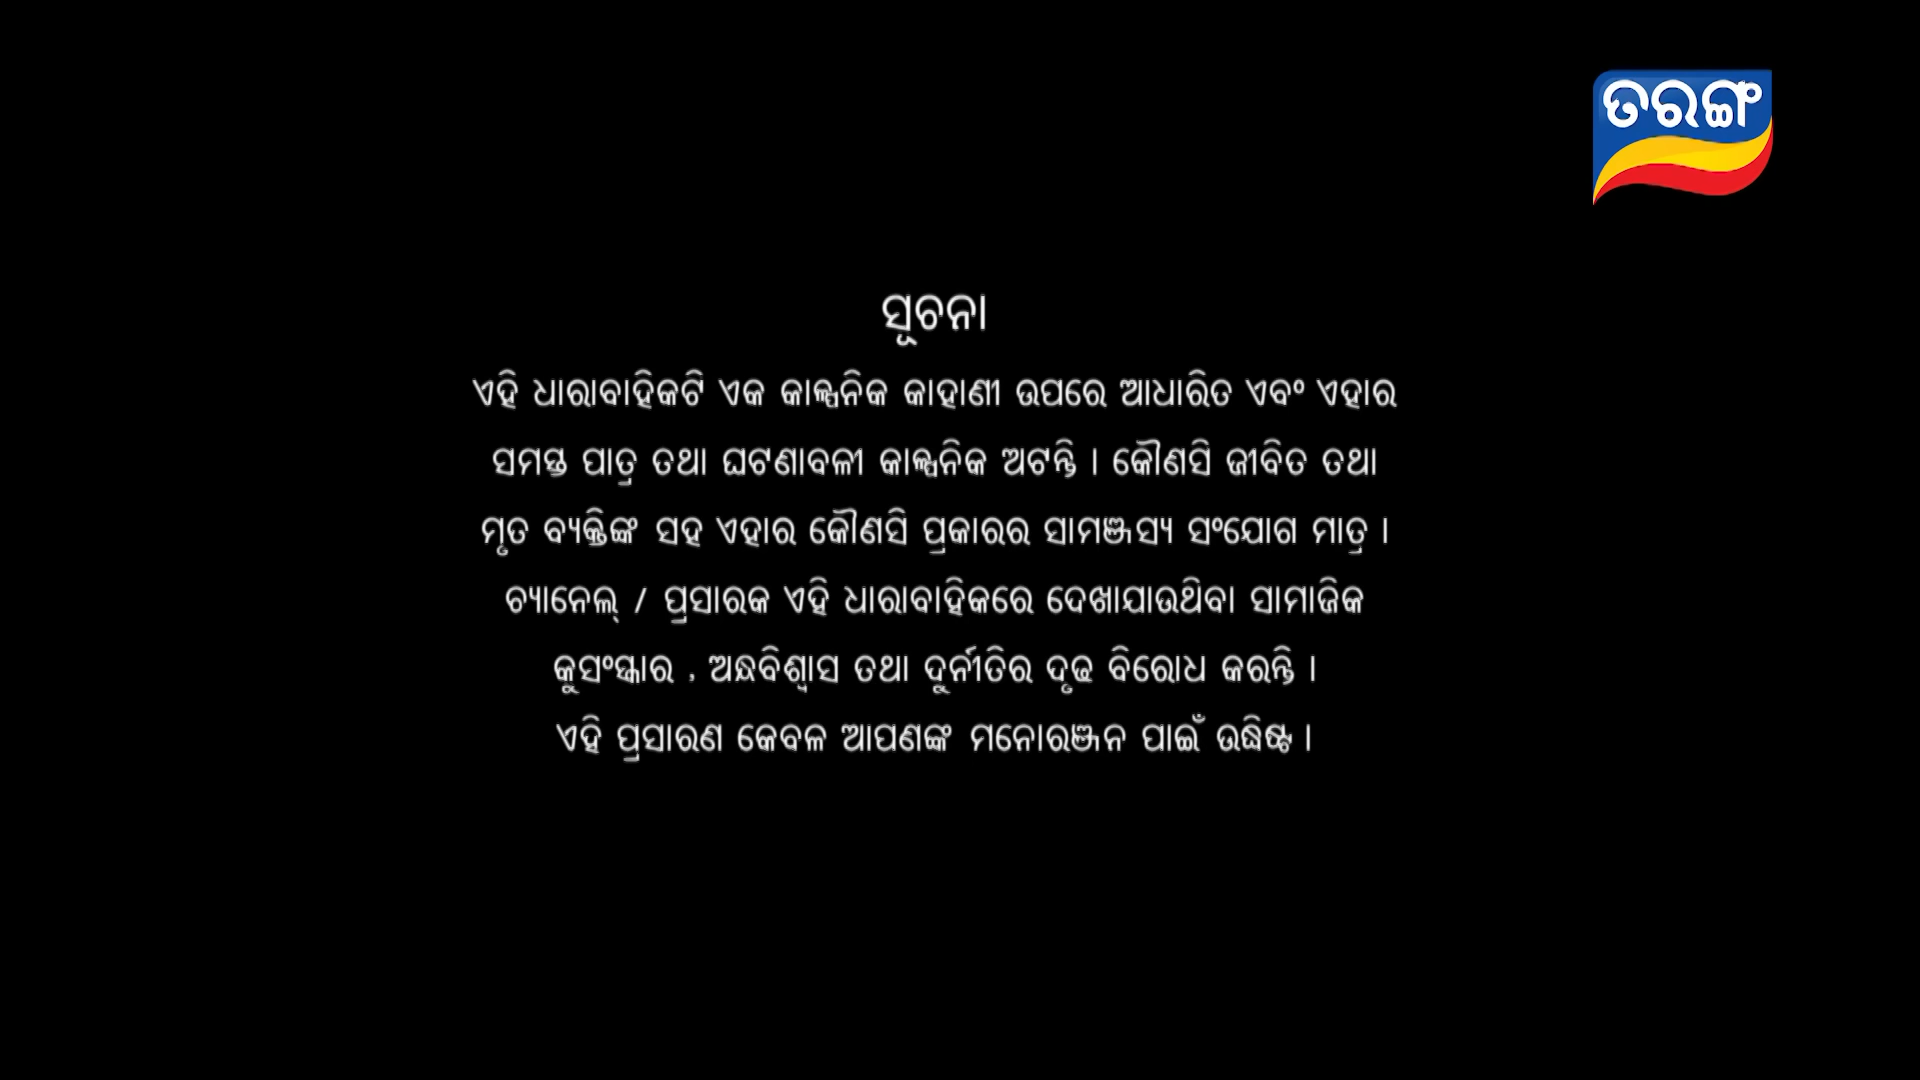 ତରଙ୍ଗ
ସୂଚନା
ଏହି ଧାରାବାହିକଟି ଏକ କାଳ୍ପନିକ କାହାଣୀ ଉପରେ ଆଧାରିତ ଏବଂ ଏହାର
ସମସ୍ତ ପାତ୍ର ତଥା ଘଟଣାବଳୀ କାଳ୍ପନିକ ଅଟନ୍ତି । କୌଣସି ଜୀବିତ ତଥା
ମୃତ ବ୍ୟକ୍ତିଙ୍କ ସହ ଏହାର କୌଣସି ପ୍ରକାରର ସାମଞ୍ଜସ୍ୟ ସଂଯୋଗ ମାତ୍ର ।
ଚ୍ୟାନେଲ୍ / ପ୍ରସାରକ ଏହି ଧାରାବାହିକରେ ଦେଖାଯାଉଥିବା ସାମାଜିକ
କୁସଂସ୍କାର , ଅନ୍ଧବିଶ୍ୱାସ ତଥା ଦୁର୍ନୀତିର ଦୃଢ ବିରୋଧ କରନ୍ତି ।
ଏହି ପ୍ରସାରଣ କେବଳ ଆପଣଙ୍କ ମନୋରଞ୍ଜନ ପାଇଁ ଉଦ୍ଧିଷ୍ଟ ।